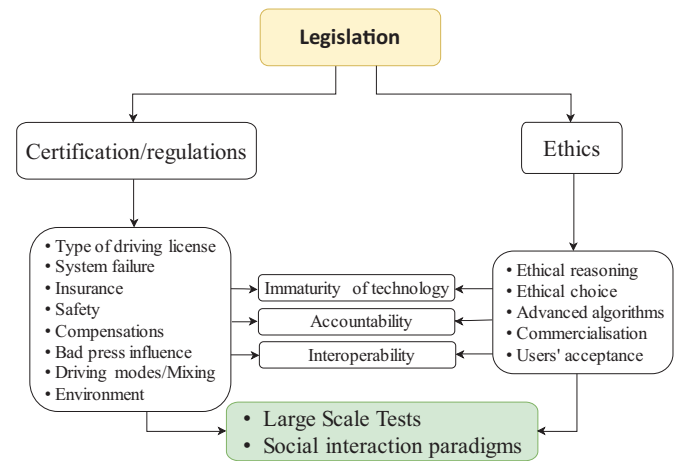 Legislation
Certification/regulations
Ethics
• Type of driving license
• System failure
• Insurance
• Safety
• Compensations
• Bad press influence
• Driving modes/Mixing
• Environment
Immaturity of technology
Accountability
Interoperability
• Ethical reasoning
• Ethical choice
• Advanced algorithms
• Commercialisation
• Users' acceptance
• Large Scale Tests
• Social interaction paradigms